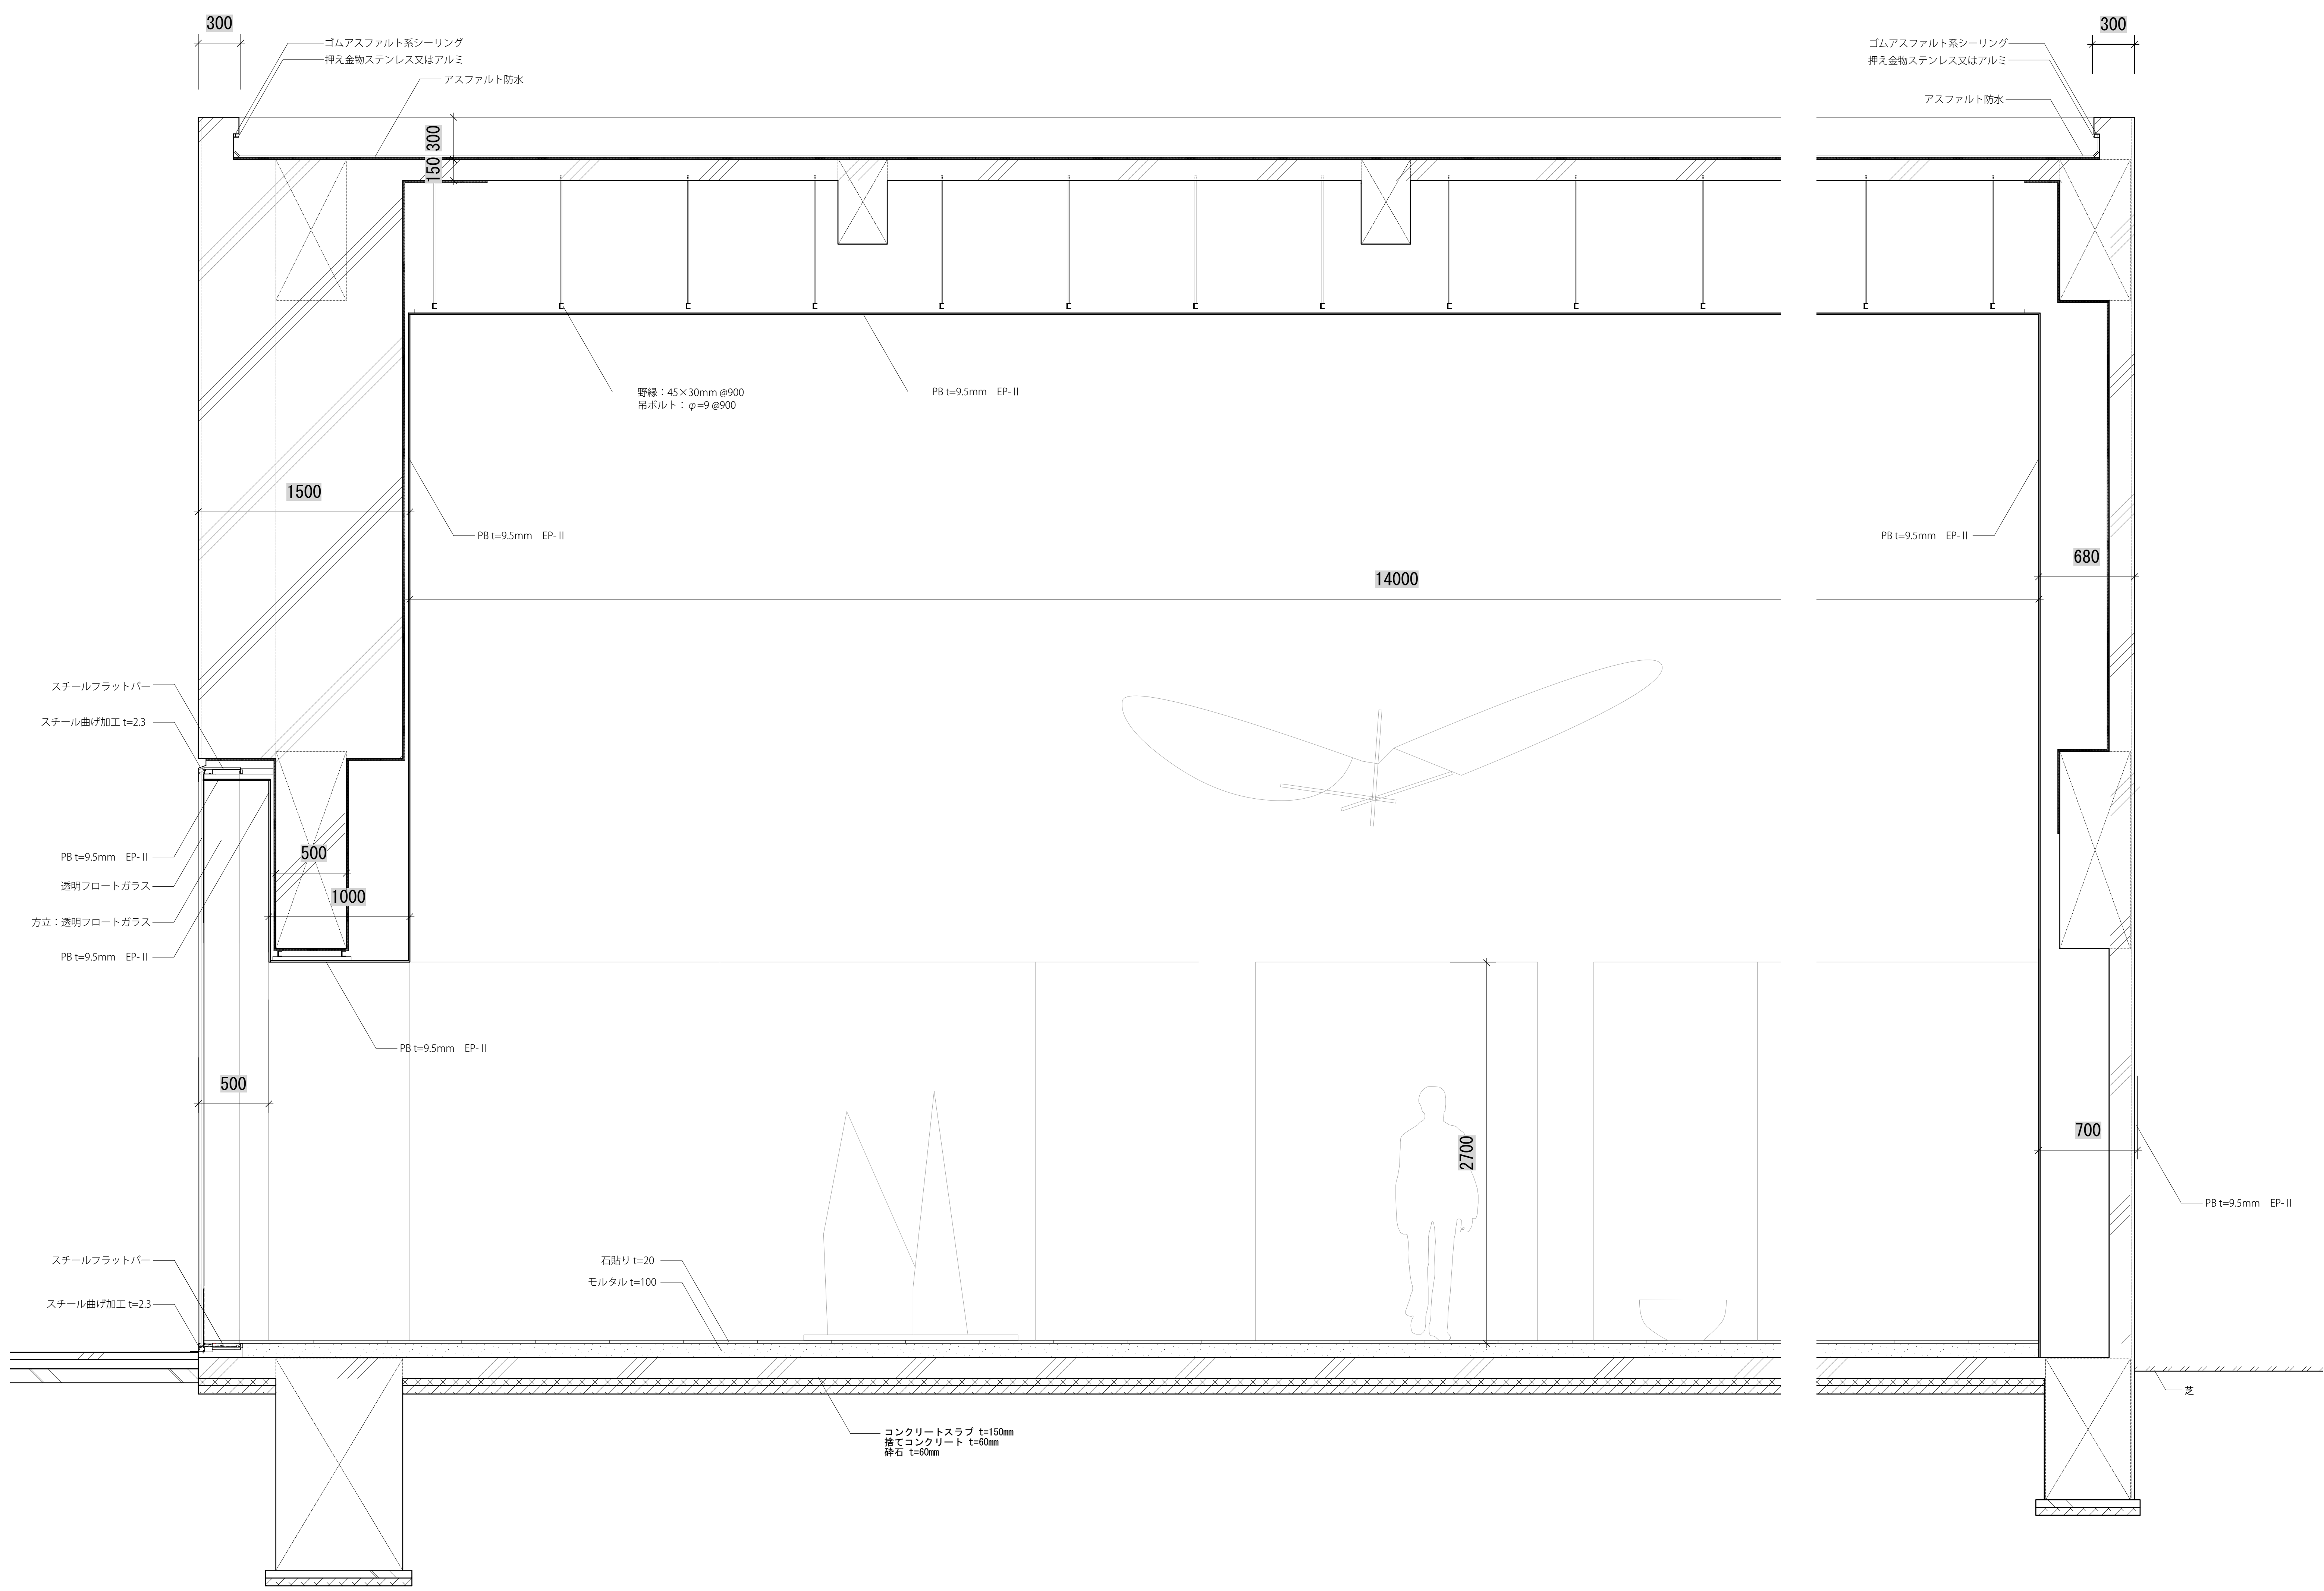 300
300
ゴムアスファルト系シーリング
押え金物ステンレス又はアルミ
アスファルト防水
ゴムアスファルト系シーリング
押え金物ステンレス又はアルミ
アスファルト防水
300
150
野縁：45×30mm @900
吊ボルト：φ=9 @900
PB t=9.5mm EP-Ⅱ
1500
PB t=9.5mm EP-Ⅱ
PB t=9.5mm EP-Ⅱ
680
14000
スチールフラットバー
スチール曲げ加工 t=2.3
PB t=9.5mm EP-Ⅱ
透明フロートガラス
方立：透明フロートガラス
PB t=9.5mm EP-Ⅱ
500
1000
PB t=9.5mm EP-Ⅱ
500
2700
700
PB t=9.5mm EP-Ⅱ
スチールフラットバー
スチール曲げ加工 t=2.3
石貼り t=20
モルタル t=100
芝
コンクリートスラブ t=150mm
捨てコンクリート t=60mm
砕石 t=60mm